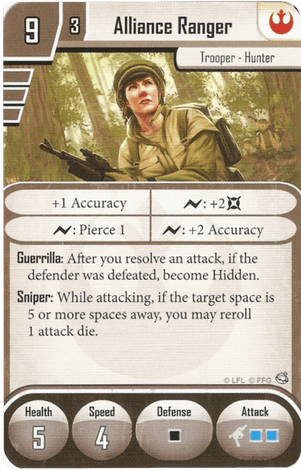 9 3 Alliance Ranger
Trooper - Hunter
+1 Accuracy : +2
: Pierce 1 : +2 Accuracy
Guerrilla: After you resolve an attack, if the
defender was defeated, become Hidden.
Sniper: While attacking, if the target space is
5 or more spaces away, you may reroll
1 attack die.
© LFL © FFG
Health Speed Defense Attack
5 4